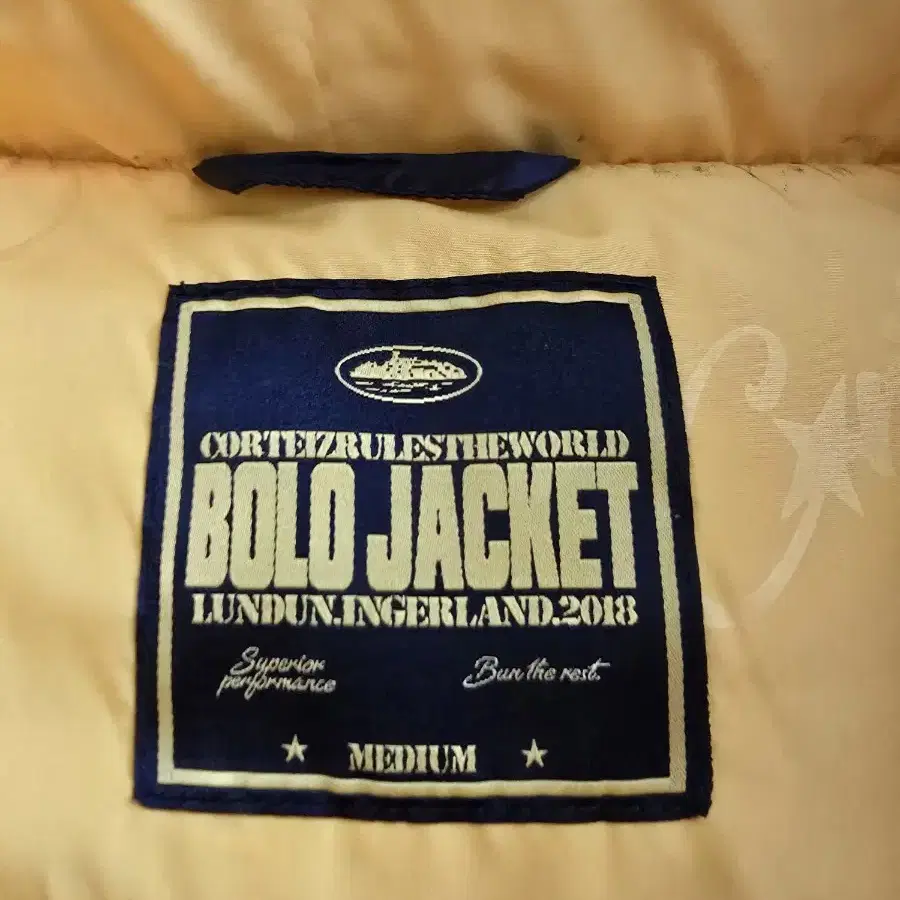 CORTEIZRULESTHEWORLD
BOLO JACKET
LUNDUN.INGERLAND.2018
Superior
performance
Bun the rest.
MEDIUM